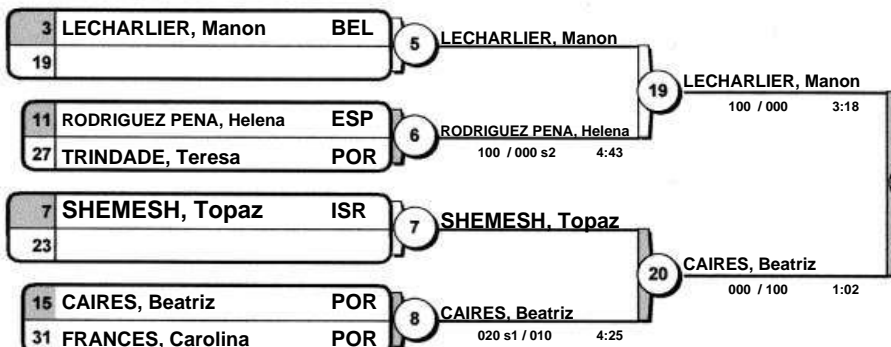 3 LECHARLIER, Manon BEL
19
5
LECHARLIER, Manon
11 RODRIGUEZ PENA, Helena ESP
27 TRINDADE, Teresa POR
6
RODRIGUEZ PENA, Helena
100 / 000 s2 4:43
19
LECHARLIER, Manon
100 / 000 3:18
7 SHEMESH, Topaz ISR
23
7
SHEMESH, Topaz
15 CAIRES, Beatriz POR
31 FRANCES, Carolina POR
8
CAIRES, Beatriz
020 s1 / 010 4:25
20
CAIRES, Beatriz
000 / 100 1:02